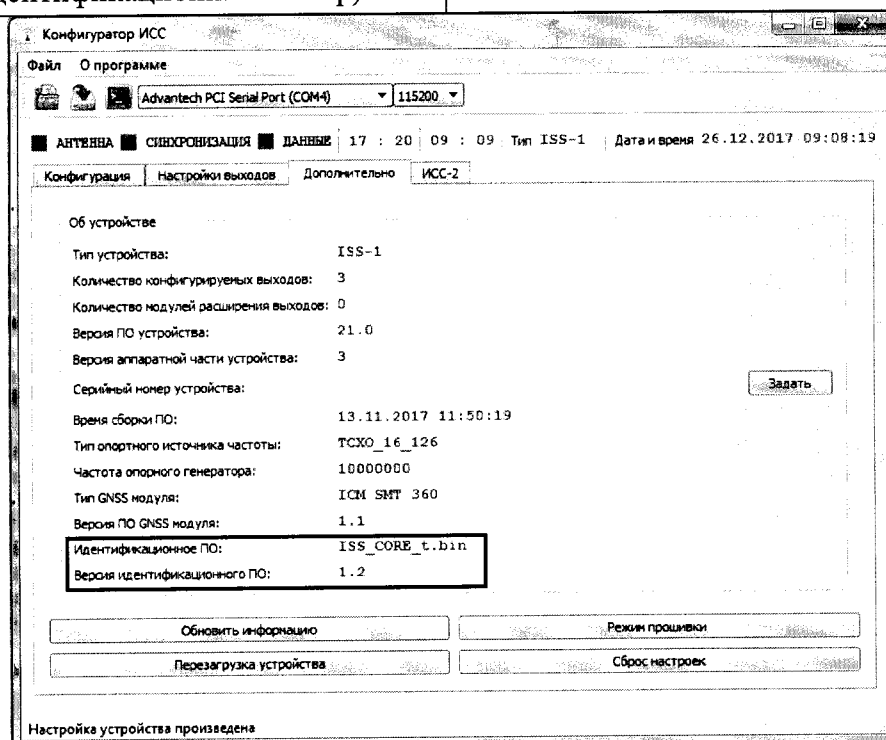 Конфигуратор ИСС
Файл О программе
Advantech PCI Serial Port (COM4) 115200
АНТЕННА СИНХРОНИЗАЦИЯ ДАННЫЕ 17 : 20 09 : 09 Тип ISS-1 Дата и время 26.12.2017 09:08:19
Конфигурация Настройки выходов Дополнительно ИСС-2
Об устройстве
Тип устройства: ISS-1
Количество конфигурируеных выходов: 3
Количество модулей расширения выходов: 0
Версия ПО устройства: 21.0
Версия аппаратной части устройства: 3
Серийный номер устройства: Задать
Время сборки ПО: 13.11.2017 11:50:19
Тип опортного источника частоты: TCXO_16_126
Частота опорного генератора: 10000000
Тип GNSS модуля: ICM SMT 360
Версия ПО GNSS модуля: 1.1
Идентификационное ПО: ISS_CORE_t.bin
Версия идентификационного ПО: 1.2
Обновить информацию Режим прошивки
Перезагрузка устройства Сброс настроек
Настройка устройства произведена